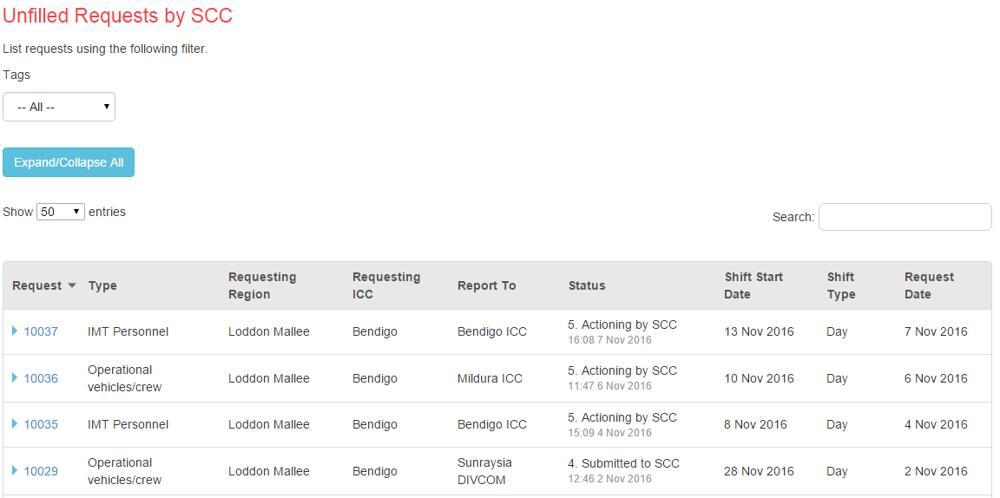 Unfilled Requests by SCC
List requests using the following filter.
Tags
-- All --
Expand/Collapse All
Show 50 entries
Search:
Request Type Requesting Region Requesting ICC Report To Status Shift Start Date Shift Type Request Date
10037 IMT Personnel Loddon Mallee Bendigo Bendigo ICC 5. Actioning by SCC 13 Nov 2016 Day 7 Nov 2016
16:08 7 Nov 2016
10036 Operational vehicles/crew Loddon Mallee Bendigo Mildura ICC 5. Actioning by SCC 10 Nov 2016 Day 6 Nov 2016
11:47 6 Nov 2016
10035 IMT Personnel Loddon Mallee Bendigo Bendigo ICC 5. Actioning by SCC 8 Nov 2016 Day 4 Nov 2016
15:09 4 Nov 2016
10029 Operational vehicles/crew Loddon Mallee Bendigo Sunraysia DIVCOM 4. Submitted to SCC 28 Nov 2016 Day 2 Nov 2016
12:46 2 Nov 2016